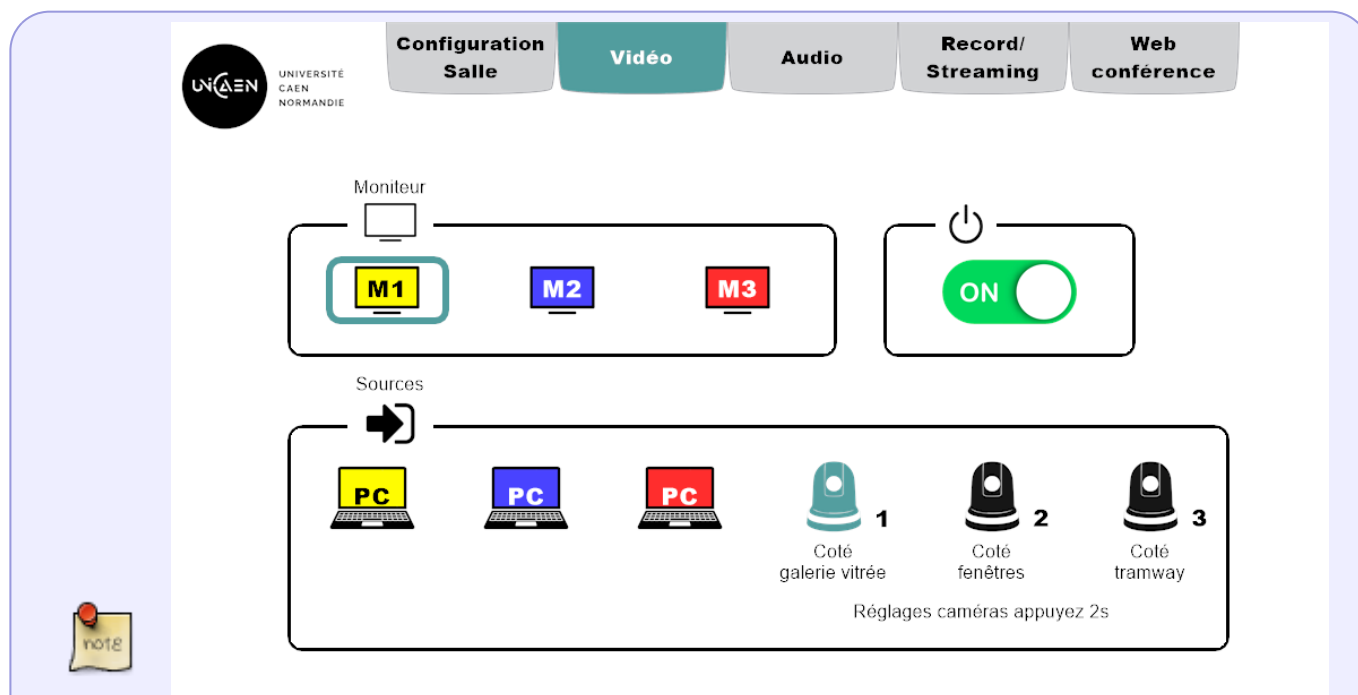 Configuration
Salle
Vidéo
Audio
Record/
Streaming
Web
conférence
UNICAEN
UNIVERSITÉ
CAEN
NORMANDIE
Moniteur
M1
M2
M3
ON
Sources
PC
PC
PC
1
2
3
Coté
galerie vitrée
Coté
fenêtres
Coté
tramway
Réglages caméras appuyez 2s
note